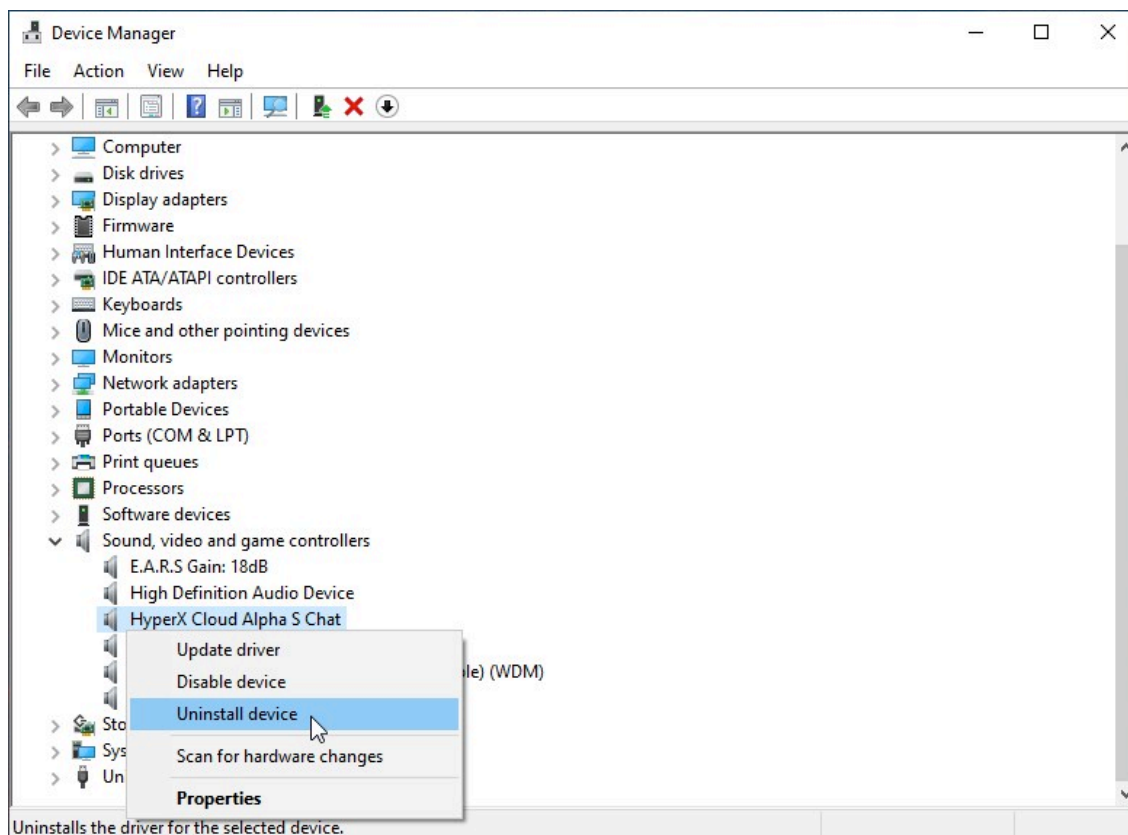 Device Manager
File Action View Help
Computer
Disk drives
Display adapters
Firmware
Human Interface Devices
IDE ATA/ATAPI controllers
Keyboards
Mice and other pointing devices
Monitors
Network adapters
Portable Devices
Ports (COM & LPT)
Print queues
Processors
Software devices
Sound, video and game controllers
E.A.R.S Gain: 18dB
High Definition Audio Device
HyperX Cloud Alpha S Chat
Update driver
le) (WDM)
Disable device
Uninstall device
Sto
Sys
Scan for hardware changes
Un
Properties
Uninstalls the driver for the selected device.